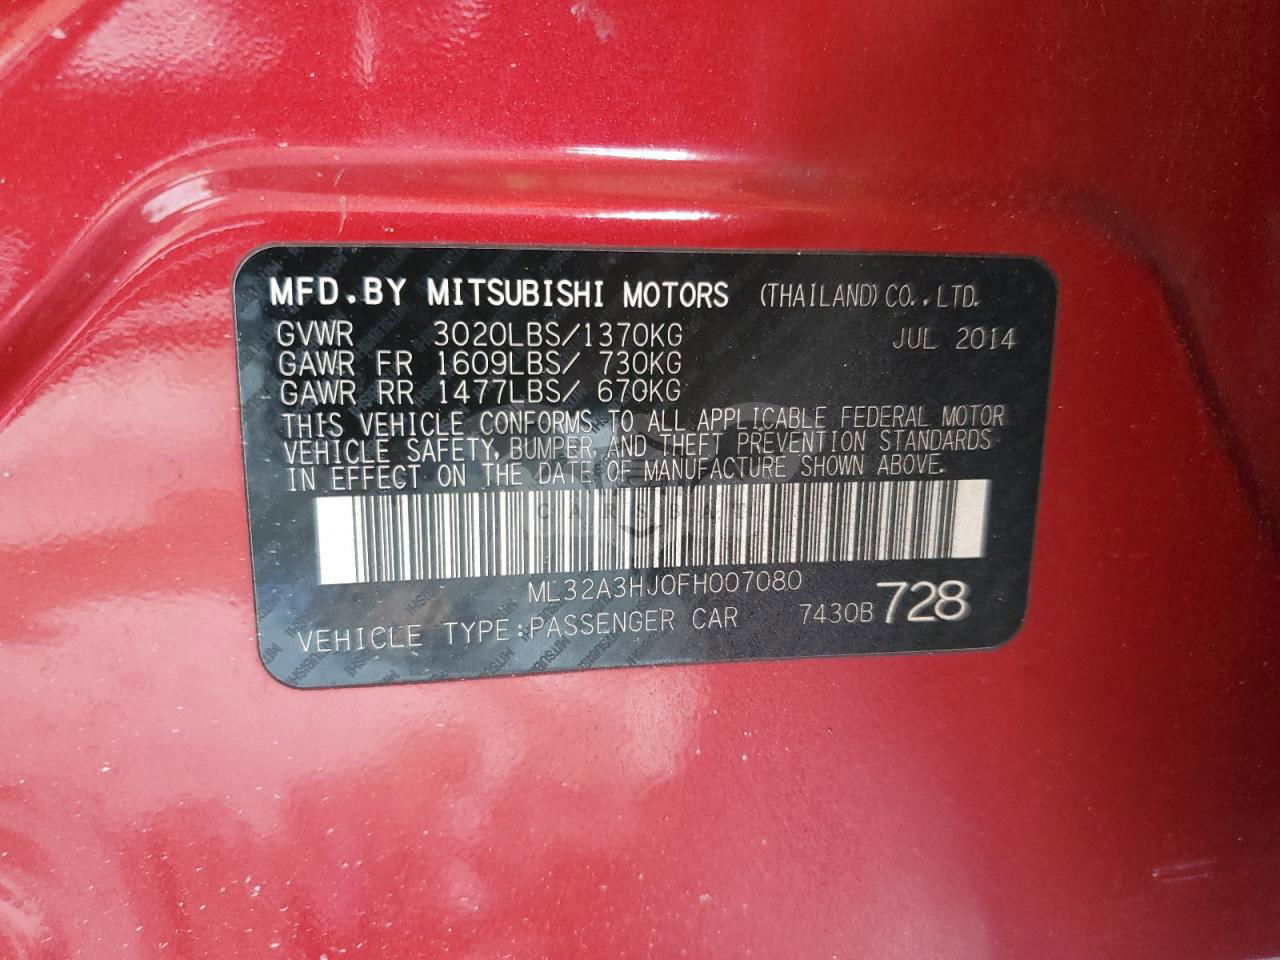 MFD.BY MITSUBISHI MOTORS (THAILAND) CO.,LTD.
GVWR 3020LBS/1370KG JUL 2014
GAWR FR 1609LBS/ 730KG
GAWR RR 1477LBS/ 670KG
THIS VEHICLE CONFORMS TO ALL APPLICABLE FEDERAL MOTOR
VEHICLE SAFETY, BUMPER, AND THEFT PREVENTION STANDARDS
IN EFFECT ON THE DATE OF MANUFACTURE SHOWN ABOVE.
ML32A3HJ0FH007080
VEHICLE TYPE:PASSENGER CAR 7430B 728